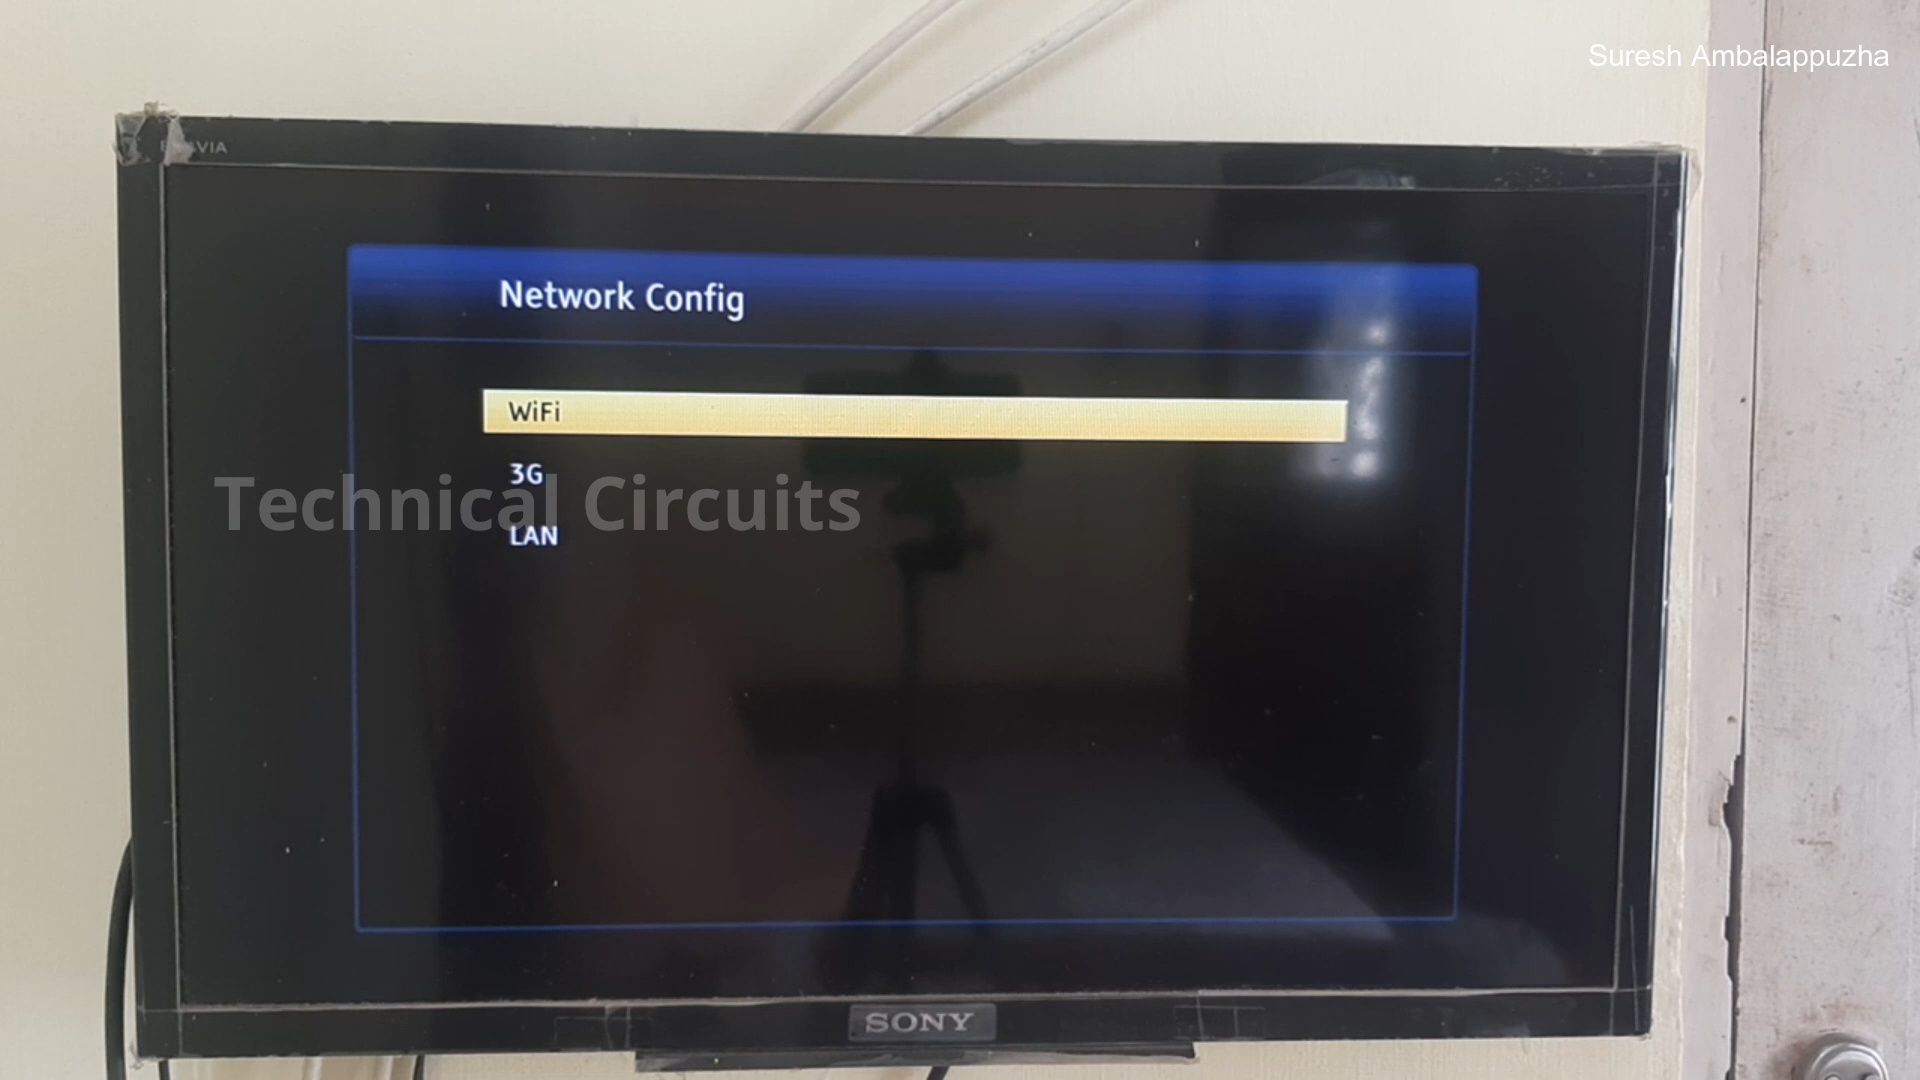 Suresh Ambalappuzha
Network Config
WiFi
3G
Technical Circuits
LAN
SONY